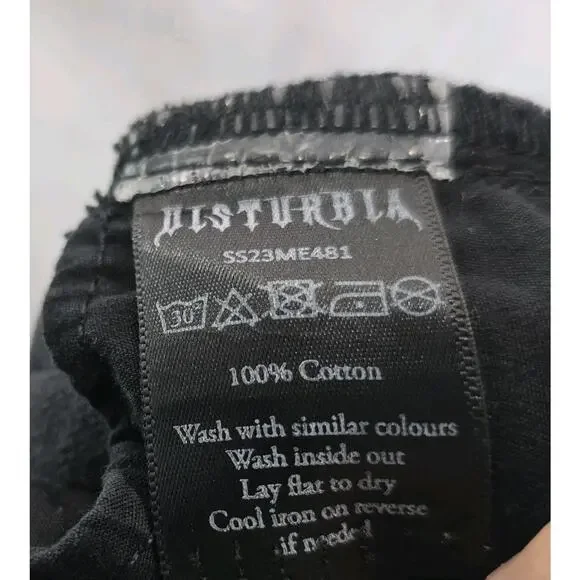 DISTURBIA
SS23ME481
30°
100% Cotton
Wash with similar colours
Wash inside out
Lay flat to dry
Cool iron on reverse
if needed